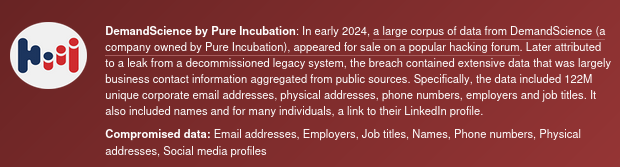 DemandScience by Pure Incubation: In early 2024, a large corpus of data from DemandScience (a
company owned by Pure Incubation), appeared for sale on a popular hacking forum. Later attributed
to a leak from a decommissioned legacy system, the breach contained extensive data that was largely
business contact information aggregated from public sources. Specifically, the data included 122M
unique corporate email addresses, physical addresses, phone numbers, employers and job titles. It
also included names and for many individuals, a link to their LinkedIn profile.
Compromised data: Email addresses, Employers, Job titles, Names, Phone numbers, Physical
addresses, Social media profiles